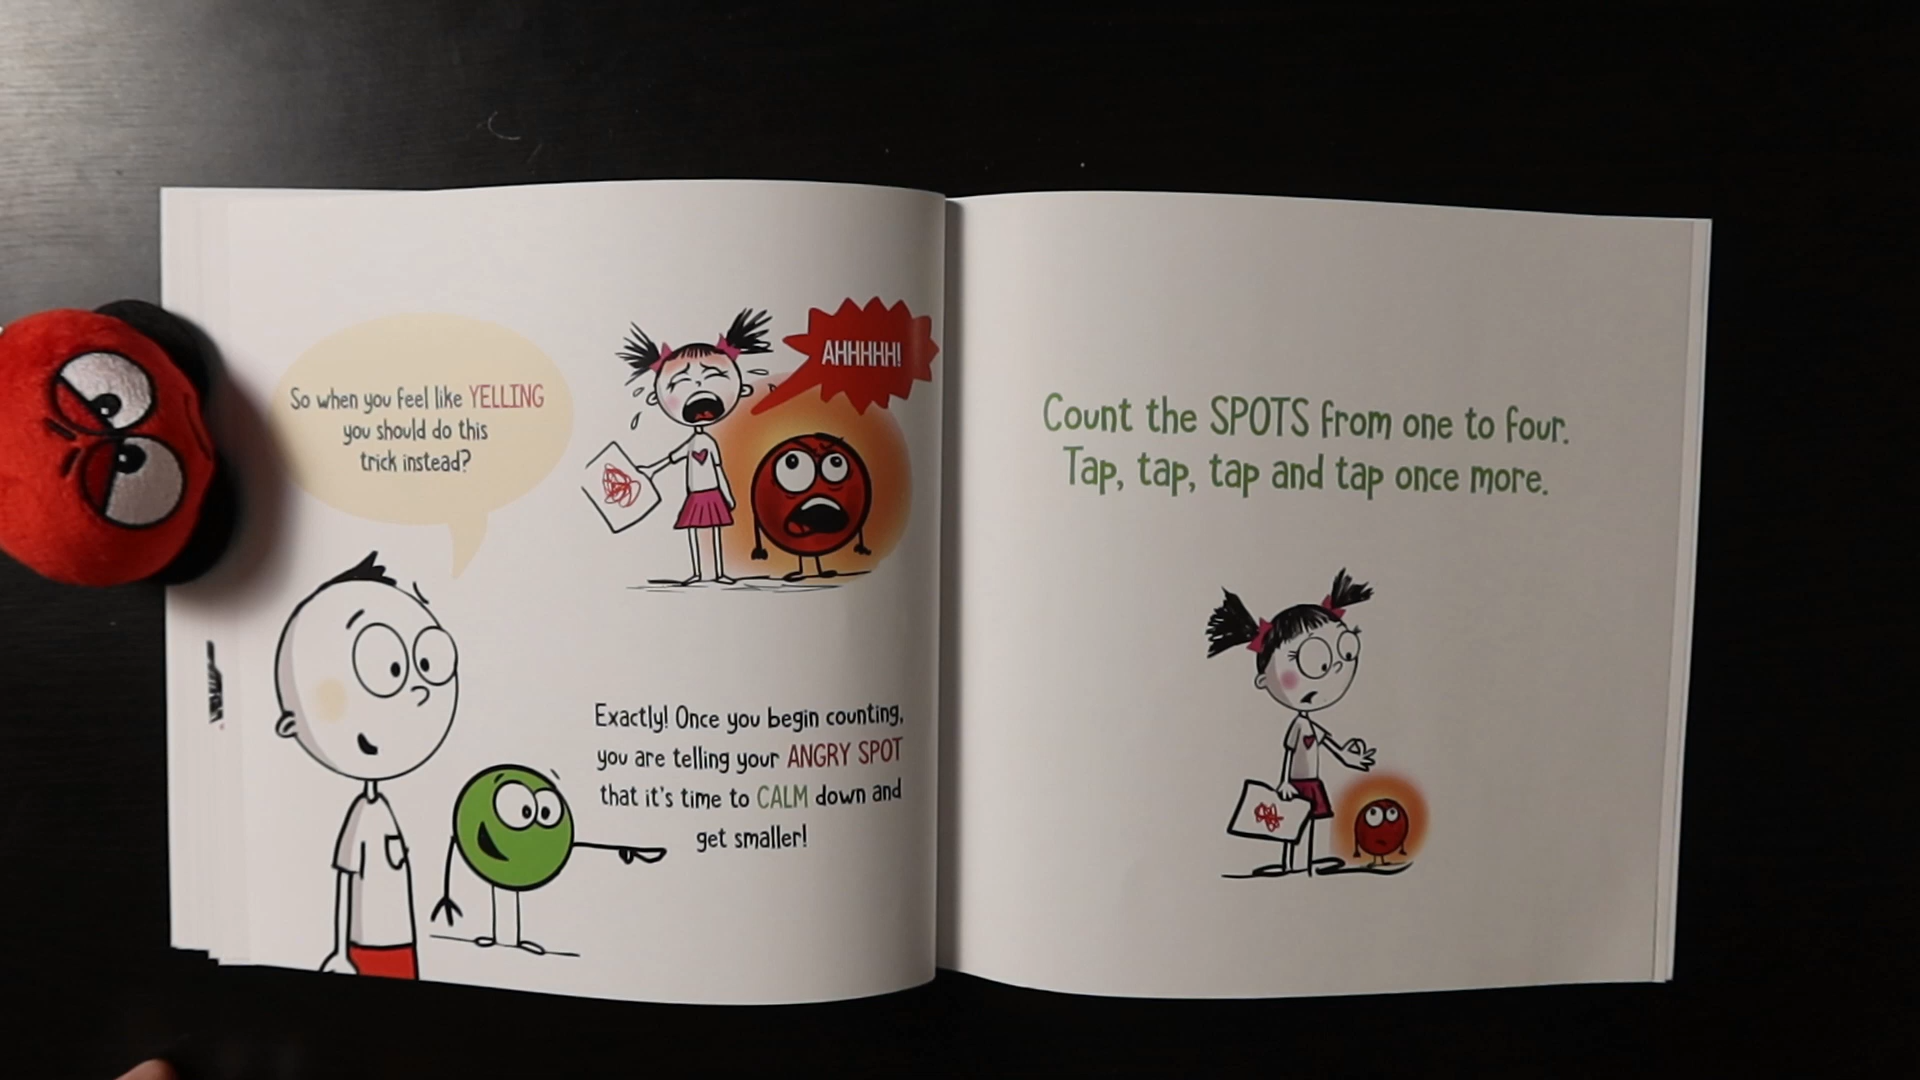 So when you feel like YELLING
you should do this
trick instead?
AHHHHH!
Exactly! Once you begin counting,
you are telling your ANGRY SPOT
that it's time to CALM down and
get smaller!
Count the SPOTS from one to four.
Tap, tap, tap and tap once more.